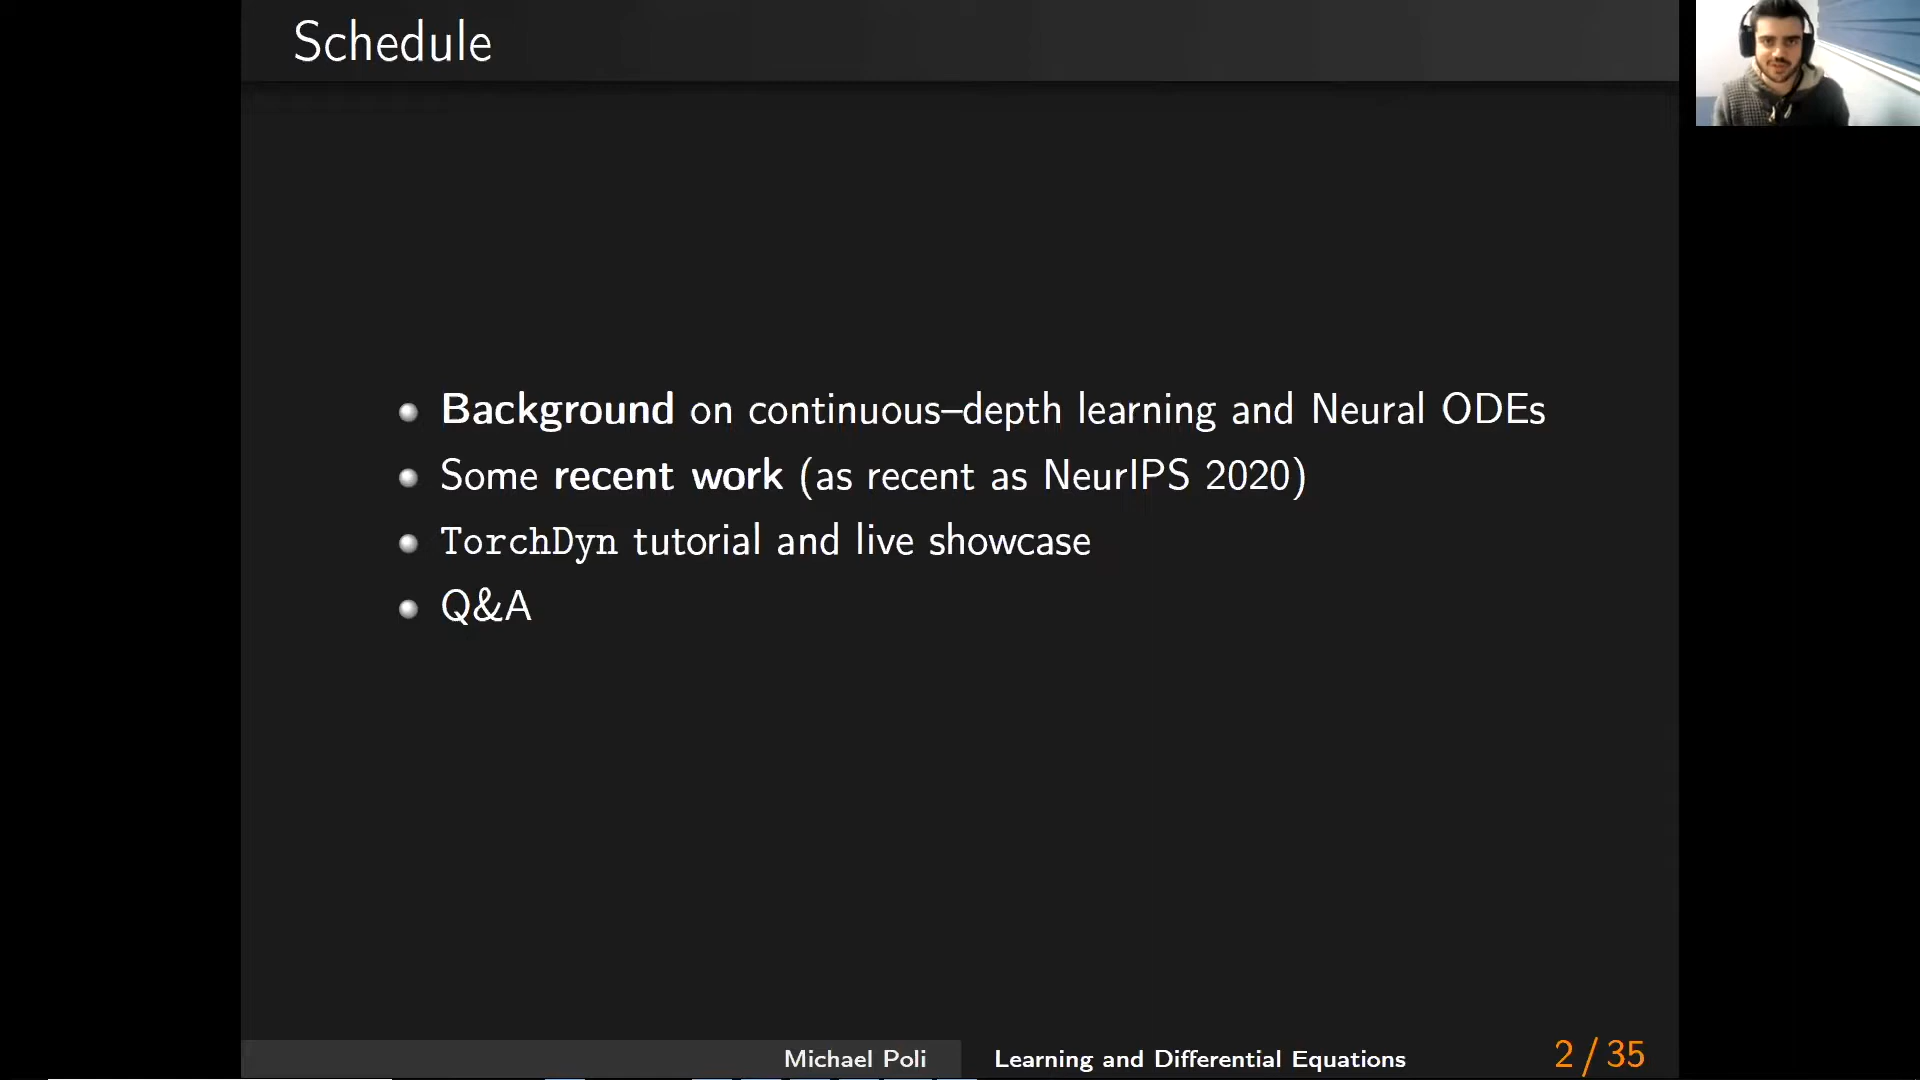 Schedule
Background on continuous–depth learning and Neural ODEs
Some recent work (as recent as NeurIPS 2020)
TorchDyn tutorial and live showcase
Q&A
Michael Poli
Learning and Differential Equations
2 / 35